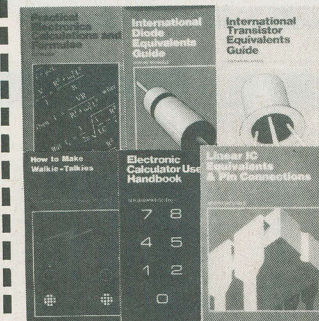 Practical
Electronics
Calculations and
Formulae
International
Diode
Equivalents
Guide
International
Transistor
Equivalents
Guide
How to Make
Walkie-Talkies
Electronic
Calculator Use
Handbook
7 8
4 5
1 2
0
Linear IC
Equivalents
& Pin Connections